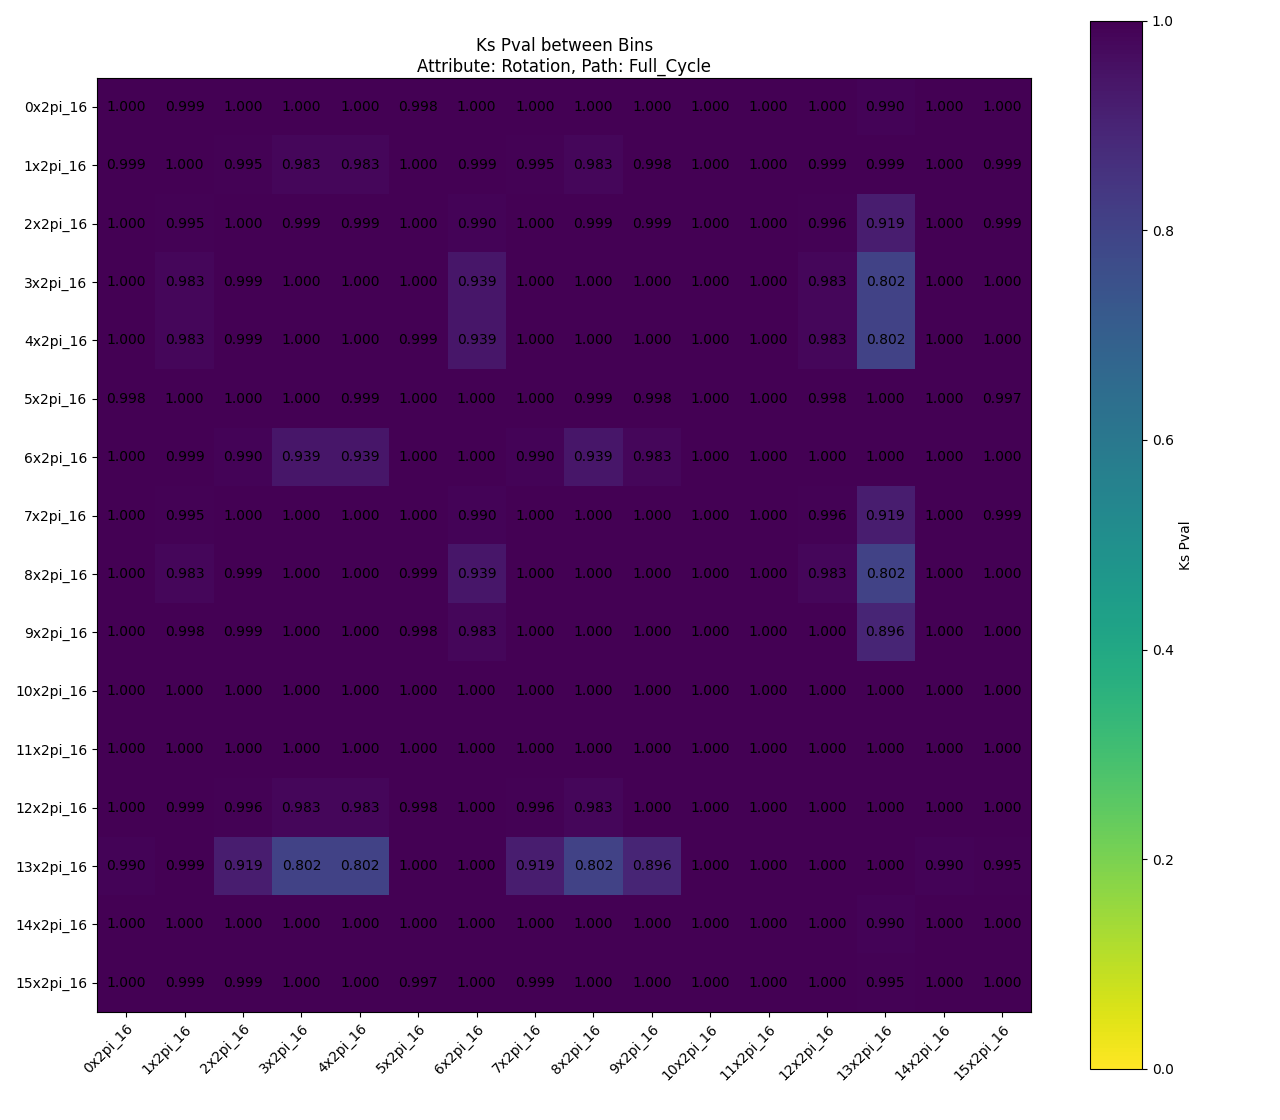 Ks Pval between Bins
Attribute: Rotation, Path: Full_Cycle
0x2pi_16 1.000 0.999 1.000 1.000 1.000 0.998 1.000 1.000 1.000 1.000 1.000 1.000 1.000 0.990 1.000 1.000
1x2pi_16 0.999 1.000 0.995 0.983 0.983 1.000 0.999 0.995 0.983 0.998 1.000 1.000 0.999 0.999 1.000 0.999
2x2pi_16 1.000 0.995 1.000 0.999 0.999 1.000 0.990 1.000 0.999 0.999 1.000 1.000 0.996 0.919 1.000 0.999
3x2pi_16 1.000 0.983 0.999 1.000 1.000 1.000 0.939 1.000 1.000 1.000 1.000 1.000 0.983 0.802 1.000 1.000
4x2pi_16 1.000 0.983 0.999 1.000 1.000 0.999 0.939 1.000 1.000 1.000 1.000 1.000 0.983 0.802 1.000 1.000
5x2pi_16 0.998 1.000 1.000 1.000 0.999 1.000 1.000 1.000 0.999 0.998 1.000 1.000 0.998 1.000 1.000 0.997
6x2pi_16 1.000 0.999 0.990 0.939 0.939 1.000 1.000 0.990 0.939 0.983 1.000 1.000 1.000 1.000 1.000 1.000
7x2pi_16 1.000 0.995 1.000 1.000 1.000 1.000 0.990 1.000 1.000 1.000 1.000 1.000 0.996 0.919 1.000 0.999
8x2pi_16 1.000 0.983 0.999 1.000 1.000 0.999 0.939 1.000 1.000 1.000 1.000 1.000 0.983 0.802 1.000 1.000
9x2pi_16 1.000 0.998 0.999 1.000 1.000 0.998 0.983 1.000 1.000 1.000 1.000 1.000 1.000 0.896 1.000 1.000
10x2pi_16 1.000 1.000 1.000 1.000 1.000 1.000 1.000 1.000 1.000 1.000 1.000 1.000 1.000 1.000 1.000 1.000
11x2pi_16 1.000 1.000 1.000 1.000 1.000 1.000 1.000 1.000 1.000 1.000 1.000 1.000 1.000 1.000 1.000 1.000
12x2pi_16 1.000 0.999 0.996 0.983 0.983 0.998 1.000 0.996 0.983 1.000 1.000 1.000 1.000 1.000 1.000 1.000
13x2pi_16 0.990 0.999 0.919 0.802 0.802 1.000 1.000 0.919 0.802 0.896 1.000 1.000 1.000 1.000 0.990 0.995
14x2pi_16 1.000 1.000 1.000 1.000 1.000 1.000 1.000 1.000 1.000 1.000 1.000 1.000 1.000 0.990 1.000 1.000
15x2pi_16 1.000 0.999 0.999 1.000 1.000 0.997 1.000 0.999 1.000 1.000 1.000 1.000 1.000 0.995 1.000 1.000
0x2pi_16 1x2pi_16 2x2pi_16 3x2pi_16 4x2pi_16 5x2pi_16 6x2pi_16 7x2pi_16 8x2pi_16 9x2pi_16 10x2pi_16 11x2pi_16 12x2pi_16 13x2pi_16 14x2pi_16 15x2pi_16
1.0
0.8
0.6
0.4
0.2
0.0
Ks Pval